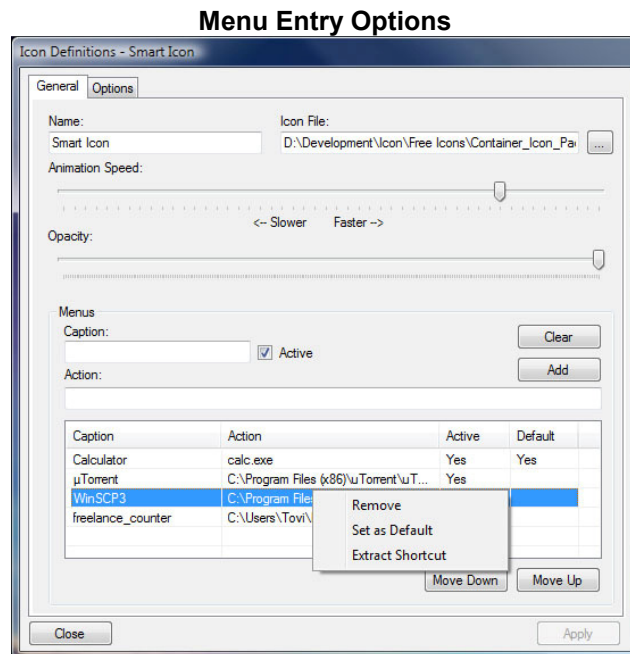 Menu Entry Options
Icon Definitions - Smart Icon
General Options
Name: Icon File:
Smart Icon D:\Development\Icon\Free Icons\Container_Icon_Pa ...
Animation Speed:
<-- Slower Faster -->
Opacity:
Menus
Caption:
Clear
Active
Action:
Add
Caption Action Active Default
Calculator calc.exe Yes Yes
µTorrent C:\Program Files (x86)\uTorrent\uT... Yes
WinSCP3 C:\Program Files
freelance_counter C:\Users\Tovi\
Remove
Set as Default
Extract Shortcut
Move Down Move Up
Close Apply